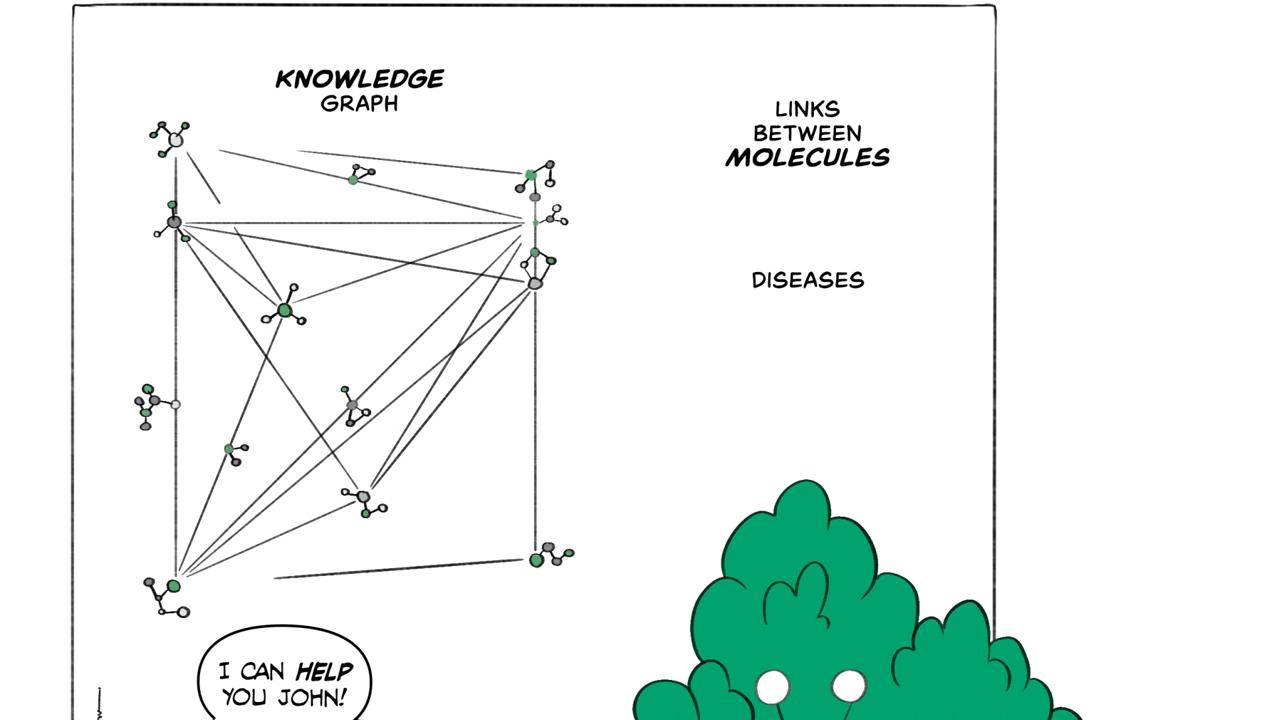 KNOWLEDGE
GRAPH
LINKS
BETWEEN
MOLECULES
DISEASES
I CAN HELP
YOU JOHN!